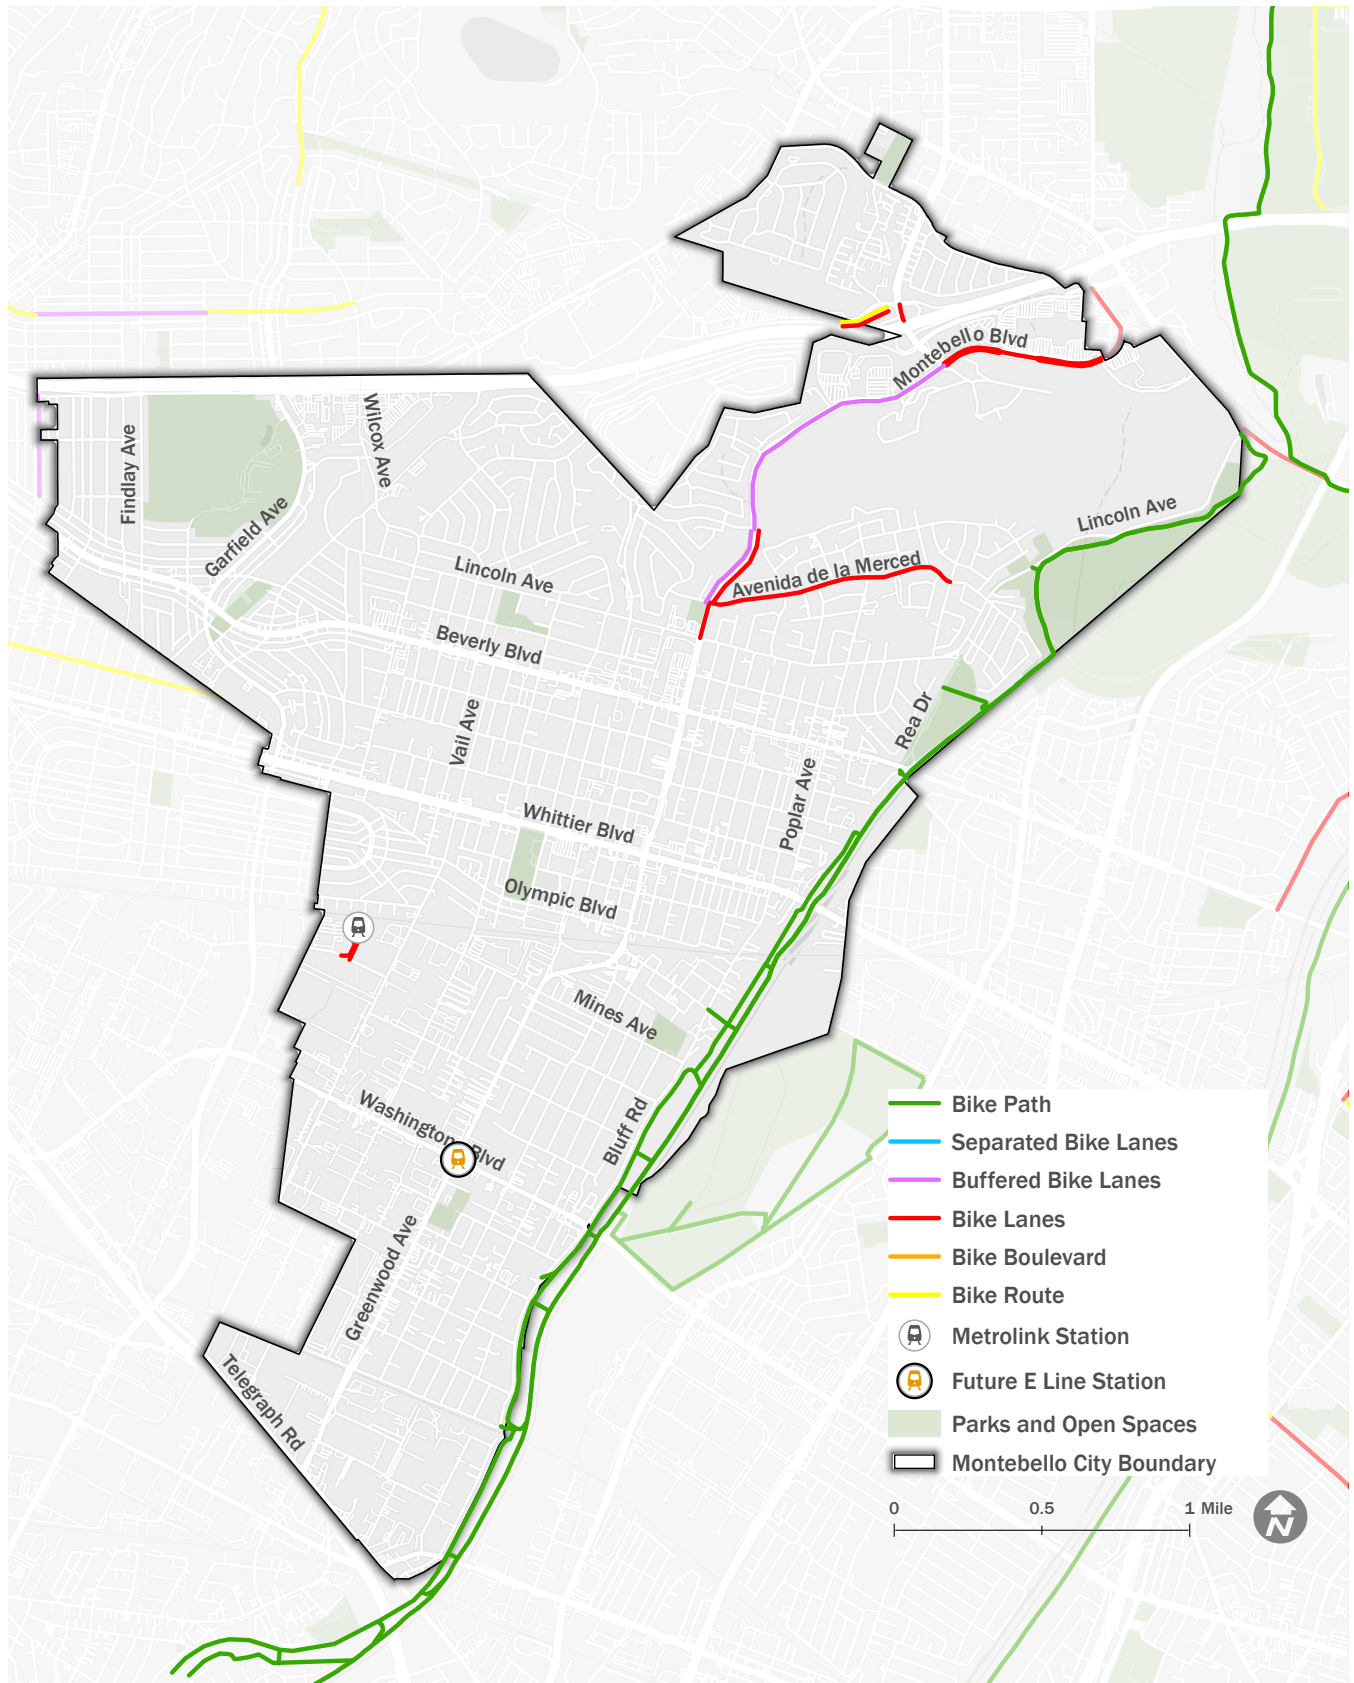 Montebello Blvd
Wilcox Ave
Findlay Ave
Garfield Ave
Lincoln Ave
Lincoln Ave
Avenida de la Merced
Beverly Blvd
Rea Dr
Vail Ave
Poplar Ave
Whittier Blvd
Olympic Blvd
Mines Ave
Washington Blvd
Bluff Rd
Greenwood Ave
Telegraph Rd
Bike Path
Separated Bike Lanes
Buffered Bike Lanes
Bike Lanes
Bike Boulevard
Bike Route
Metrolink Station
Future E Line Station
Parks and Open Spaces
Montebello City Boundary
0 0.5 1 Mile
N